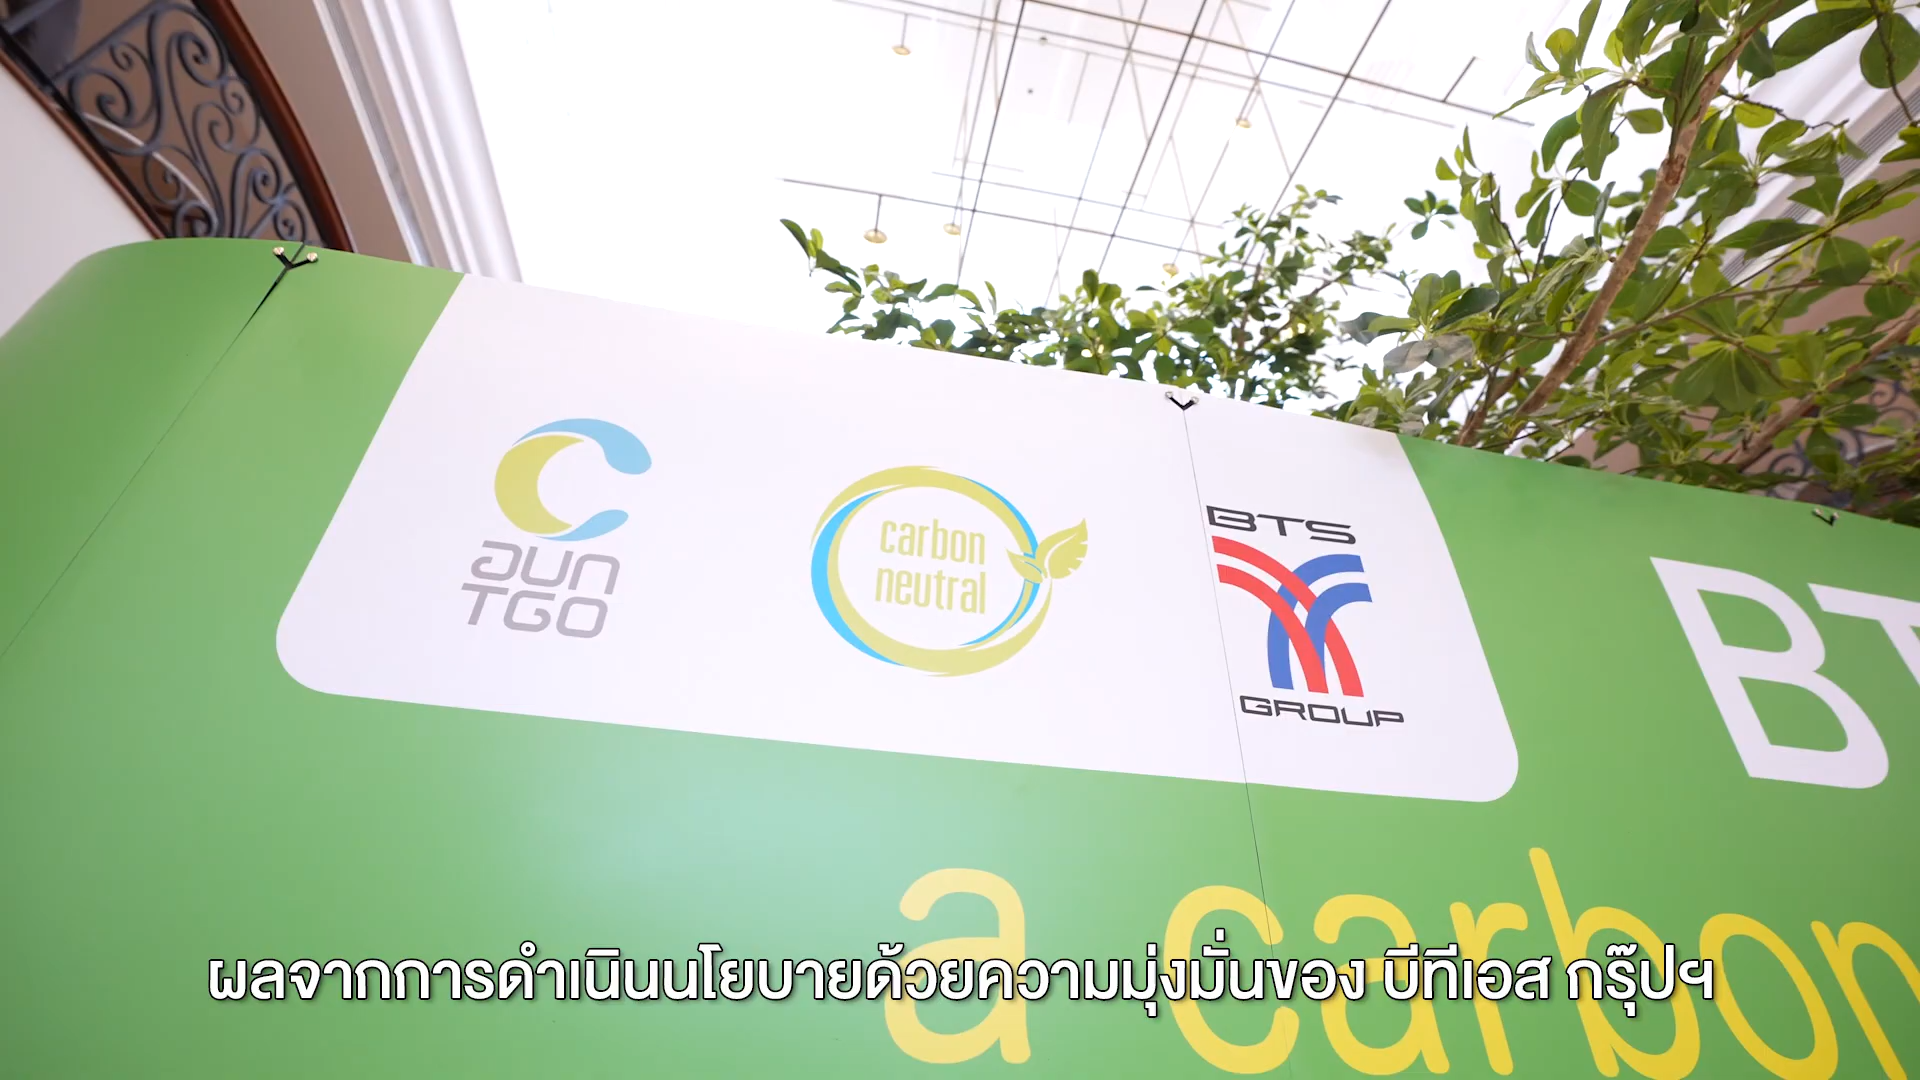 อบก
TGO
carbon
neutral
BTS
GROUP
BT
a carbon
ผลจากการดำเนินนโยบายด้วยความมุ่งมั่นของ บีทีเอส กรุ๊ปฯ